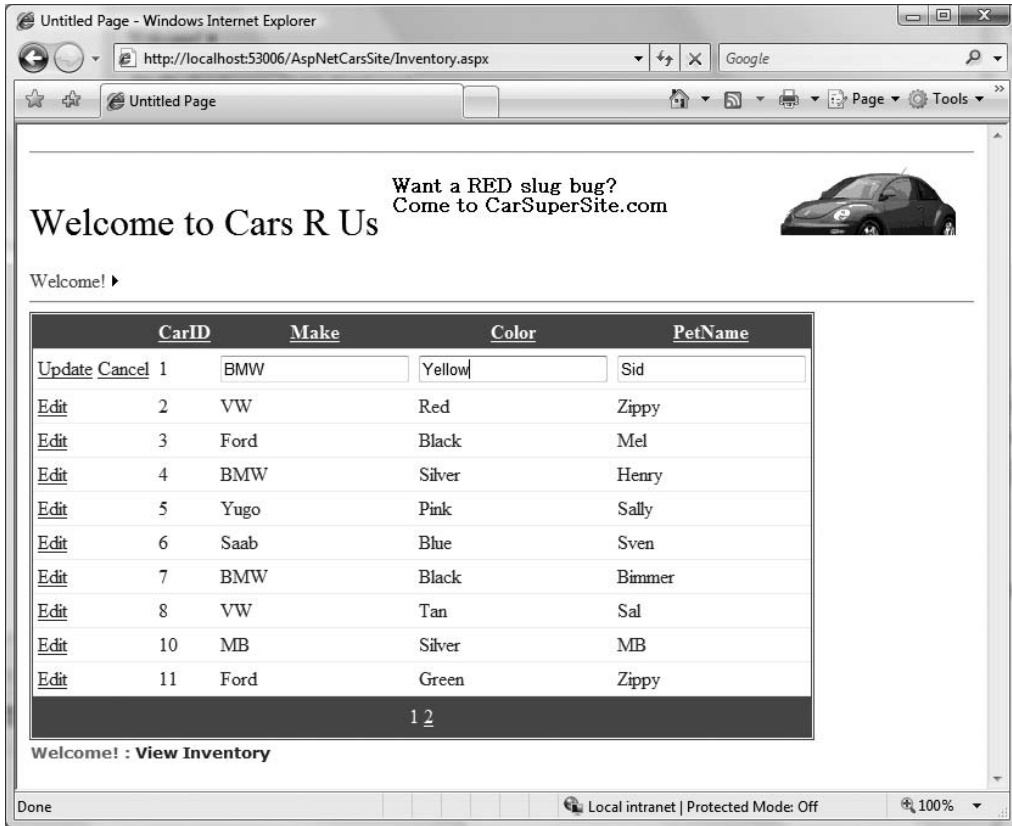 Untitled Page - Windows Internet Explorer
http://localhost:53006/AspNetCarsSite/Inventory.aspx
Google
Untitled Page
Page
Tools
Want a RED slug bug?
Come to CarSuperSite.com
Welcome to Cars R Us
Welcome!
CarID Make Color PetName
Update Cancel 1 BMW Yellow Sid
Edit 2 VW Red Zippy
Edit 3 Ford Black Mel
Edit 4 BMW Silver Henry
Edit 5 Yugo Pink Sally
Edit 6 Saab Blue Sven
Edit 7 BMW Black Bimmer
Edit 8 VW Tan Sal
Edit 10 MB Silver MB
Edit 11 Ford Green Zippy
1 2
Welcome! : View Inventory
Done
Local intranet | Protected Mode: Off
100%